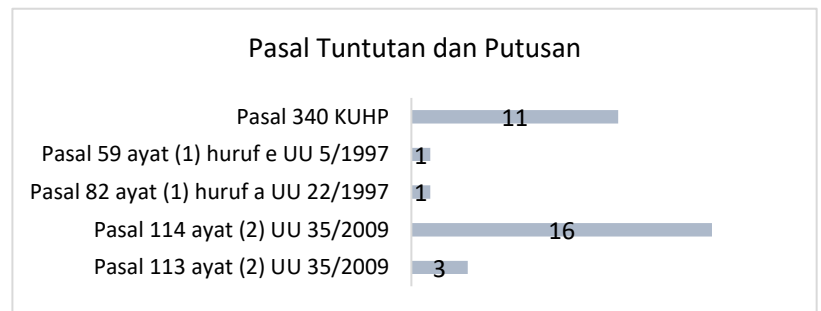 Pasal Tuntutan dan Putusan
Pasal 340 KUHP 11
Pasal 59 ayat (1) huruf e UU 5/1997 1
Pasal 82 ayat (1) huruf a UU 22/1997 1
Pasal 114 ayat (2) UU 35/2009 16
Pasal 113 ayat (2) UU 35/2009 3